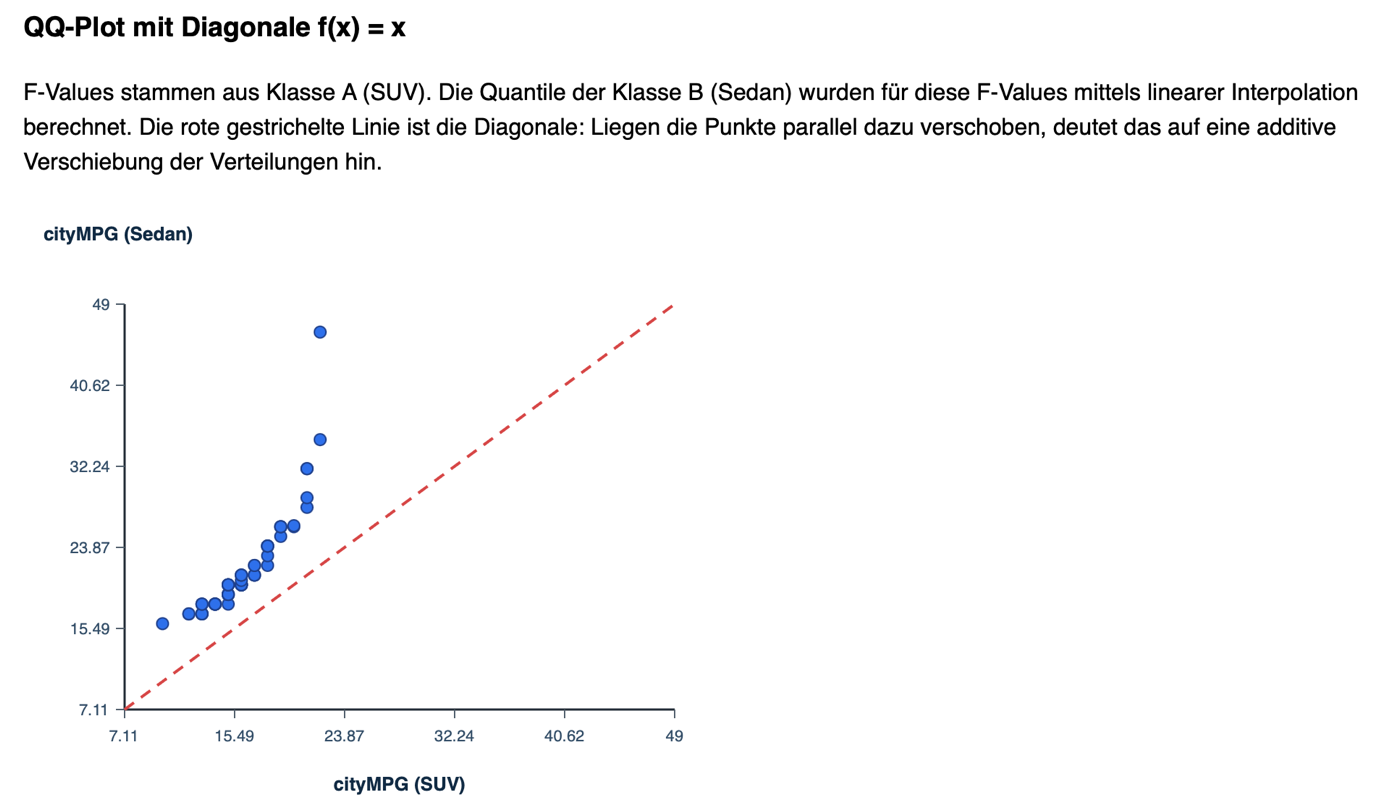 QQ-Plot mit Diagonale f(x) = x
F-Values stammen aus Klasse A (SUV). Die Quantile der Klasse B (Sedan) wurden für diese F-Values mittels linearer Interpolation
berechnet. Die rote gestrichelte Linie ist die Diagonale: Liegen die Punkte parallel dazu verschoben, deutet das auf eine additive
Verschiebung der Verteilungen hin.
cityMPG (Sedan)
49
40.62
32.24
23.87
15.49
7.11
7.11 15.49 23.87 32.24 40.62 49
cityMPG (SUV)